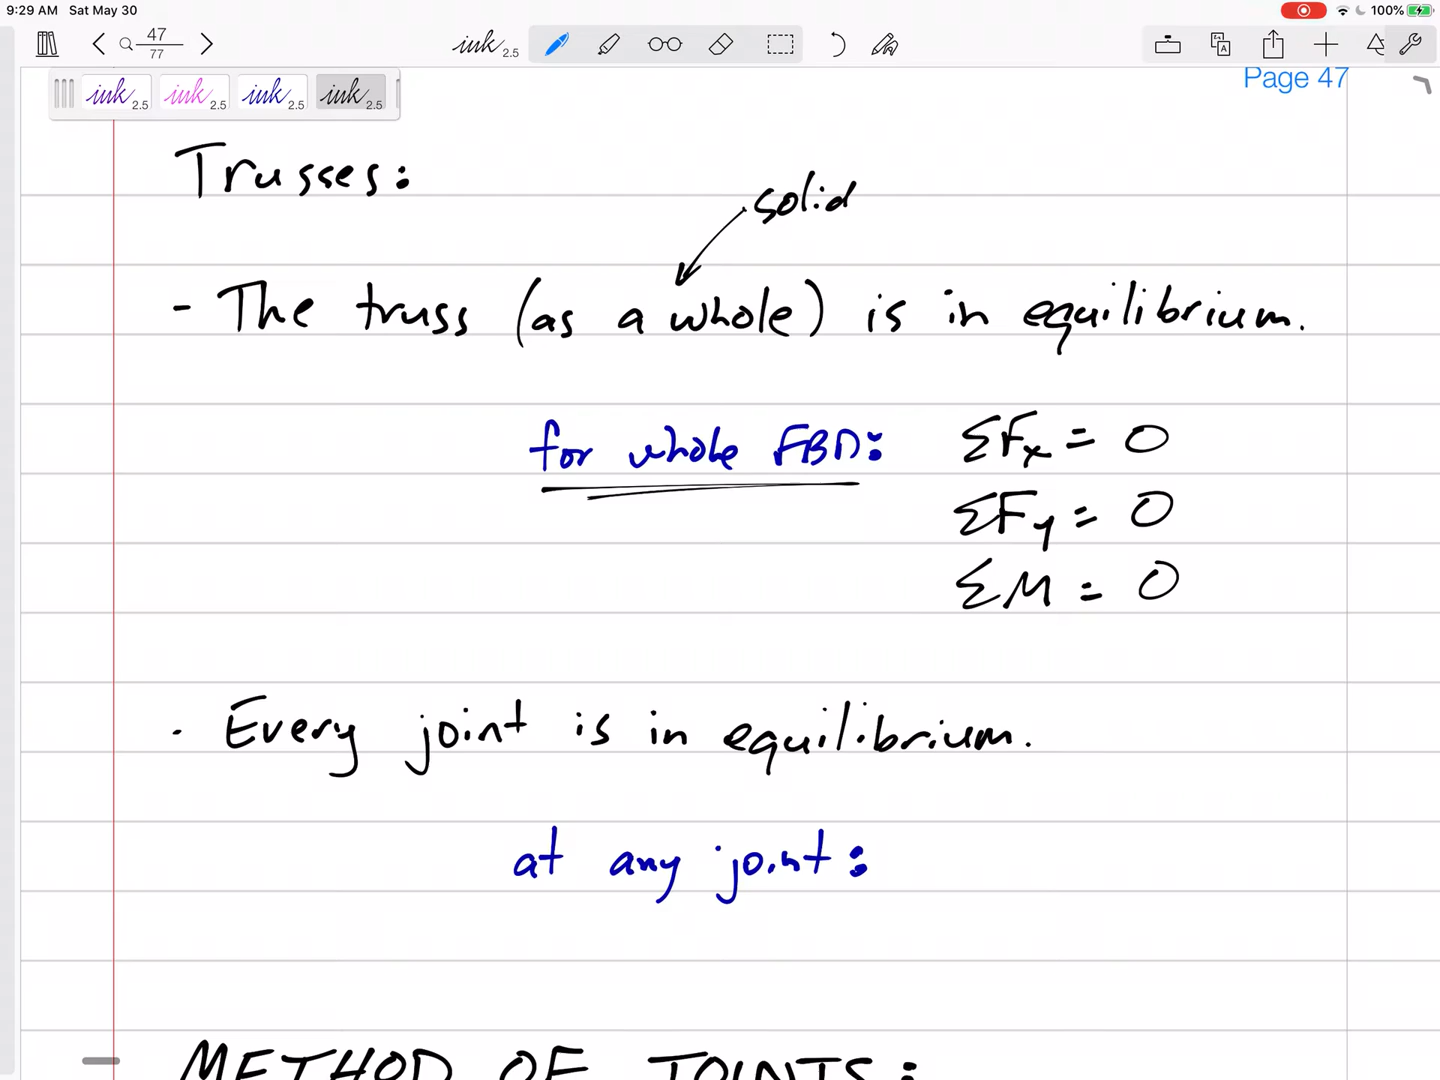 9:29 AM Sat May 30
100%
47
77
ink 2.5
ink 2.5 ink 2.5 ink 2.5 ink 2.5
Page 47
Trusses:
solid
- The truss (as a whole) is in equilibrium.
for whole FBD: ΣFx = 0
ΣFy = 0
ΣM = 0
· Every joint is in equilibrium.
at any joint:
METHOD OF JOINTS: